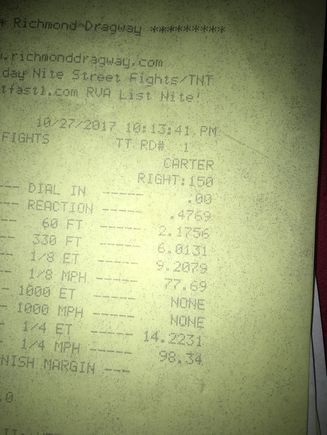 * Richmond Dragway *********
w.richmonddragway.com
day Nite Street Fights/TNT
tfast1.com RVA List Nite!
10/27/2017 10:13:41 PM
FIGHTS TT RD# 1
CARTER
RIGHT:150
--- DIAL IN ----- .00
--- REACTION ----- .4769
-- 60 FT ----- 2.1756
-- 330 FT ----- 6.0131
-- 1/8 ET ----- 9.2079
-- 1/8 MPH ----- 77.69
-- 1000 ET ----- NONE
- 1000 MPH ----- NONE
- 1/4 ET ----- 14.2231
- 1/4 MPH ----- 98.34
NISH MARGIN ---
.0